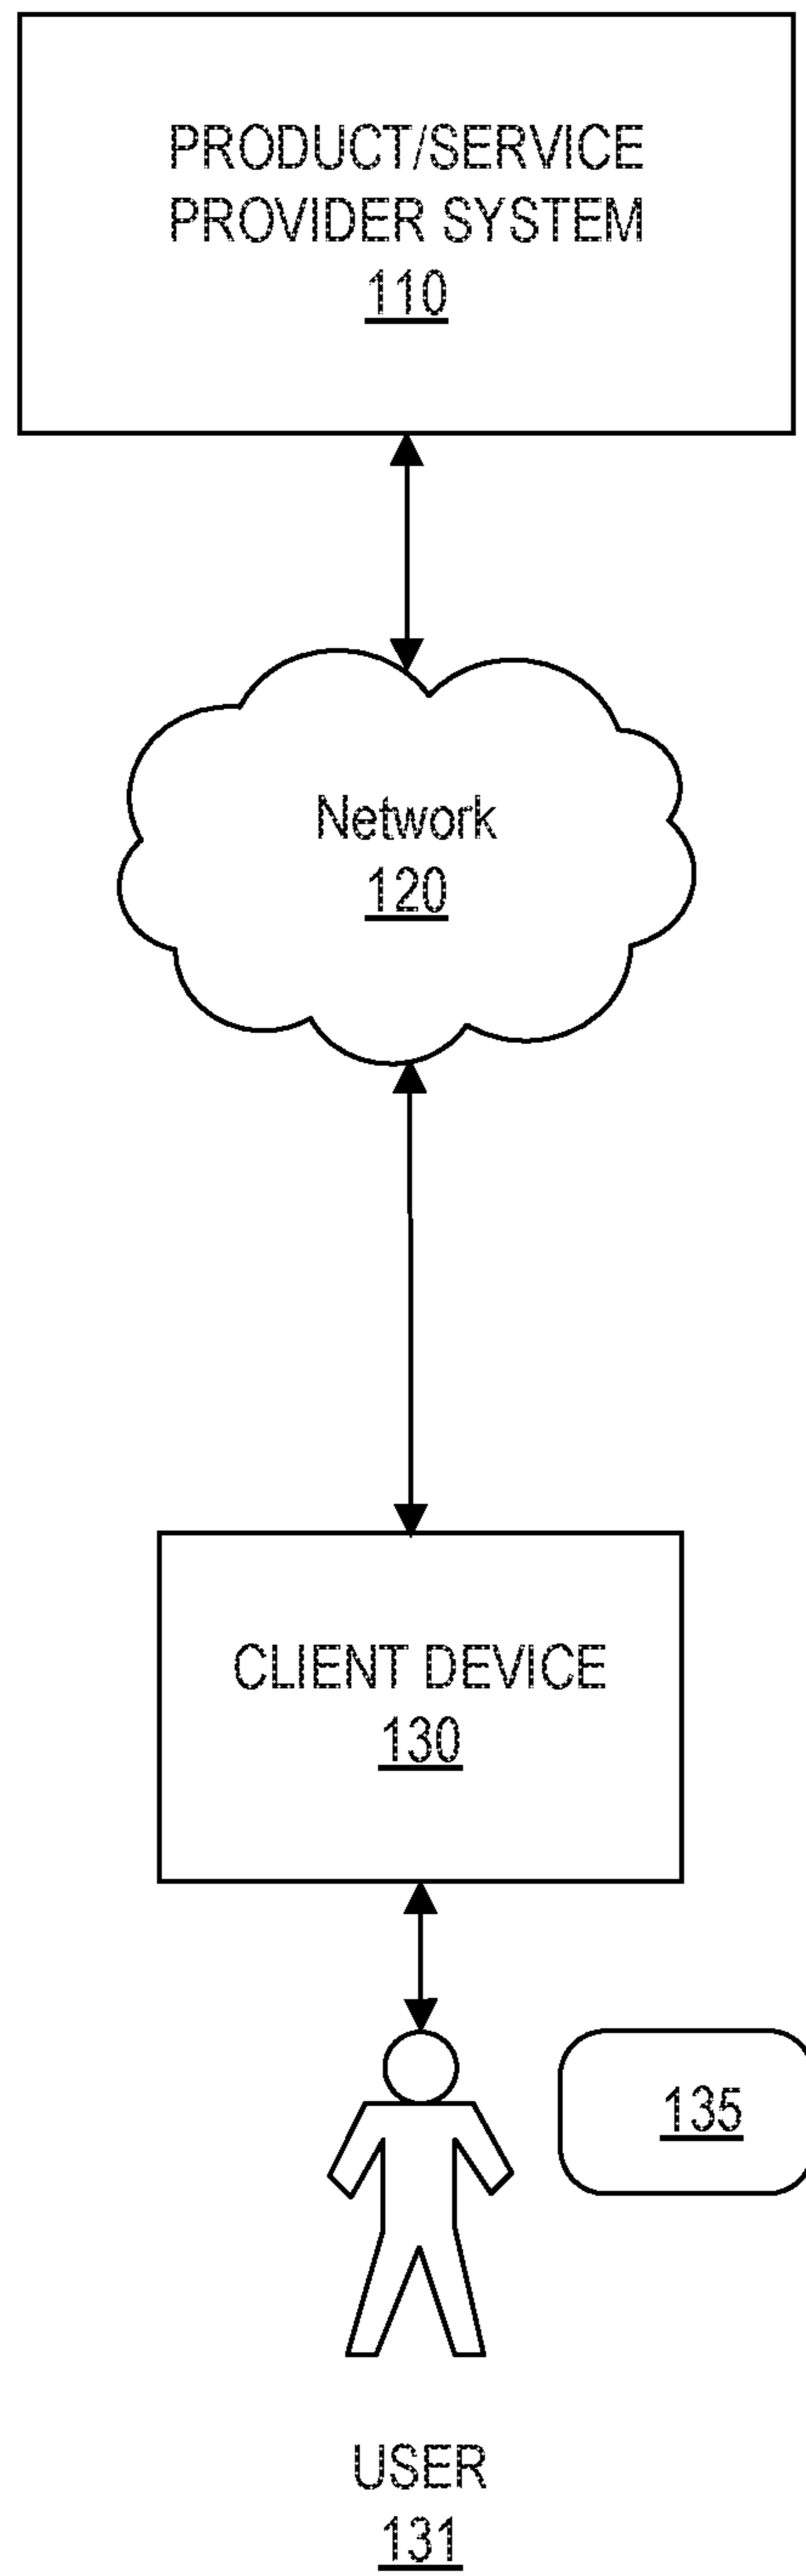 PRODUCT/SERVICE
PROVIDER SYSTEM
110
Network
120
CLIENT DEVICE
130
135
USER
131